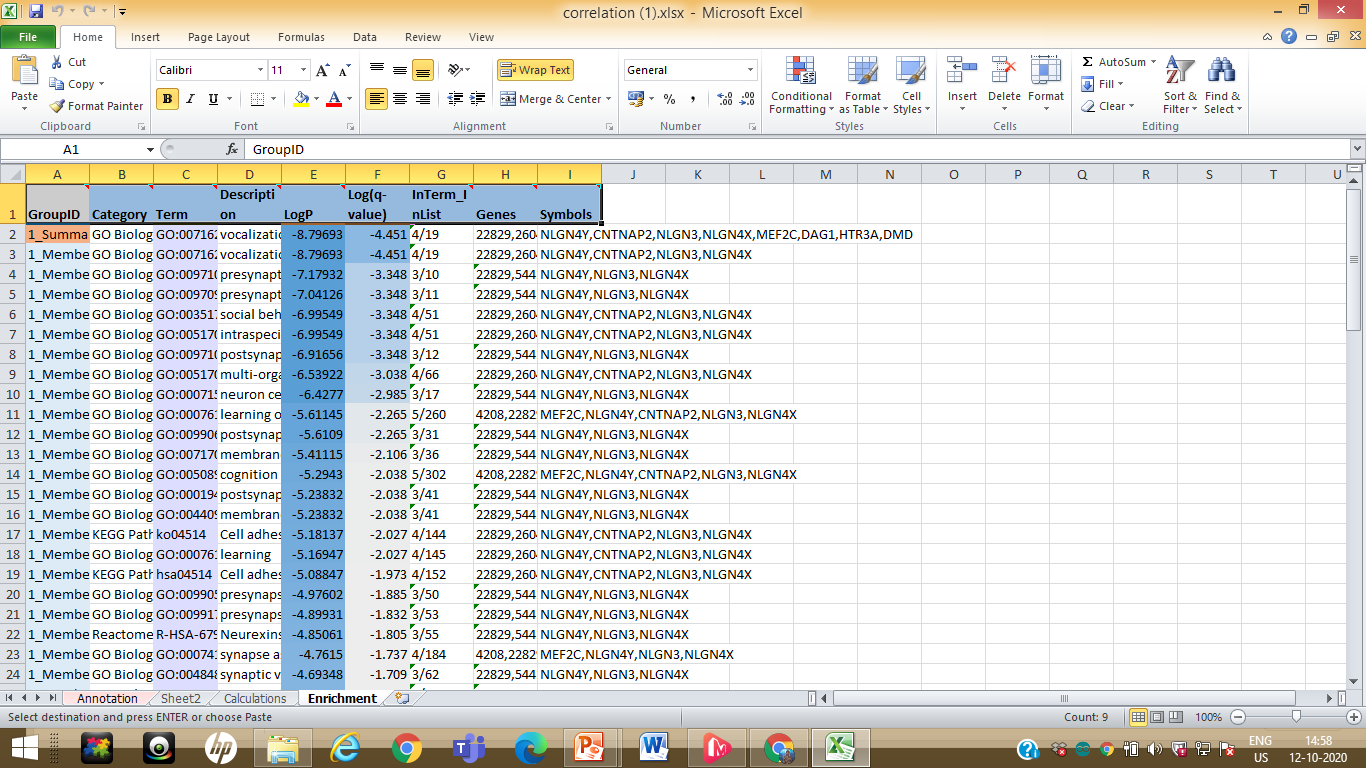 correlation (1).xlsx - Microsoft Excel
File Home Insert Page Layout Formulas Data Review View
Paste Cut Copy Format Painter Clipboard
Calibri 11 B I U Font
Wrap Text Merge & Center Alignment
General % , Number
Conditional Formatting Format as Table Cell Styles Styles
Insert Delete Format Cells
AutoSum Fill Clear Sort & Filter Find & Select Editing
A1 fx GroupID
A B C D E F G H I J K L M N O P Q R S T U
1 GroupID Category Term Descripti on LogP Log(q- value) InTerm_I nList Genes Symbols
2 1_Summa GO Biolog GO:007162 vocalizatio -8.79693 -4.451 4/19 22829,260 NLGN4Y,CNTNAP2,NLGN3,NLGN4X,MEF2C,DAG1,HTR3A,DMD
3 1_Membe GO Biolog GO:007162 vocalizatio -8.79693 -4.451 4/19 22829,260 NLGN4Y,CNTNAP2,NLGN3,NLGN4X
4 1_Membe GO Biolog GO:009710 presynapt -7.17932 -3.348 3/10 22829,544 NLGN4Y,NLGN3,NLGN4X
5 1_Membe GO Biolog GO:009709 presynapt -7.04126 -3.348 3/11 22829,544 NLGN4Y,NLGN3,NLGN4X
6 1_Membe GO Biolog GO:003517 social beh -6.99549 -3.348 4/51 22829,260 NLGN4Y,CNTNAP2,NLGN3,NLGN4X
7 1_Membe GO Biolog GO:005170 intraspeci -6.99549 -3.348 4/51 22829,260 NLGN4Y,CNTNAP2,NLGN3,NLGN4X
8 1_Membe GO Biolog GO:009710 postsynap -6.91656 -3.348 3/12 22829,544 NLGN4Y,NLGN3,NLGN4X
9 1_Membe GO Biolog GO:005170 multi-orga -6.53922 -3.038 4/66 22829,260 NLGN4Y,CNTNAP2,NLGN3,NLGN4X
10 1_Membe GO Biolog GO:000715 neuron ce -6.4277 -2.985 3/17 22829,544 NLGN4Y,NLGN3,NLGN4X
11 1_Membe GO Biolog GO:000761 learning o -5.61145 -2.265 5/260 4208,2282 MEF2C,NLGN4Y,CNTNAP2,NLGN3,NLGN4X
12 1_Membe GO Biolog GO:009906 postsynap -5.6109 -2.265 3/31 22829,544 NLGN4Y,NLGN3,NLGN4X
13 1_Membe GO Biolog GO:007170 membran -5.41115 -2.106 3/36 22829,544 NLGN4Y,NLGN3,NLGN4X
14 1_Membe GO Biolog GO:005089 cognition -5.2943 -2.038 5/302 4208,2282 MEF2C,NLGN4Y,CNTNAP2,NLGN3,NLGN4X
15 1_Membe GO Biolog GO:000194 postsynap -5.23832 -2.038 3/41 22829,544 NLGN4Y,NLGN3,NLGN4X
16 1_Membe GO Biolog GO:004409 membran -5.23832 -2.038 3/41 22829,544 NLGN4Y,NLGN3,NLGN4X
17 1_Membe KEGG Path ko04514 Cell adhes -5.18137 -2.027 4/144 22829,260 NLGN4Y,CNTNAP2,NLGN3,NLGN4X
18 1_Membe GO Biolog GO:000761 learning -5.16947 -2.027 4/145 22829,260 NLGN4Y,CNTNAP2,NLGN3,NLGN4X
19 1_Membe KEGG Path hsa04514 Cell adhes -5.08847 -1.973 4/152 22829,260 NLGN4Y,CNTNAP2,NLGN3,NLGN4X
20 1_Membe GO Biolog GO:009905 presynaps -4.97602 -1.885 3/50 22829,544 NLGN4Y,NLGN3,NLGN4X
21 1_Membe GO Biolog GO:009917 presynaps -4.89931 -1.832 3/53 22829,544 NLGN4Y,NLGN3,NLGN4X
22 1_Membe Reactome R-HSA-679 Neurexins -4.85061 -1.805 3/55 22829,544 NLGN4Y,NLGN3,NLGN4X
23 1_Membe GO Biolog GO:000741 synapse a -4.7615 -1.737 4/184 4208,2282 MEF2C,NLGN4Y,NLGN3,NLGN4X
24 1_Membe GO Biolog GO:004848 synaptic v -4.69348 -1.709 3/62 22829,544 NLGN4Y,NLGN3,NLGN4X
Annotation Sheet2 Calculations Enrichment
Select destination and press ENTER or choose Paste Count: 9 100%
ENG US 14:58 12-10-2020